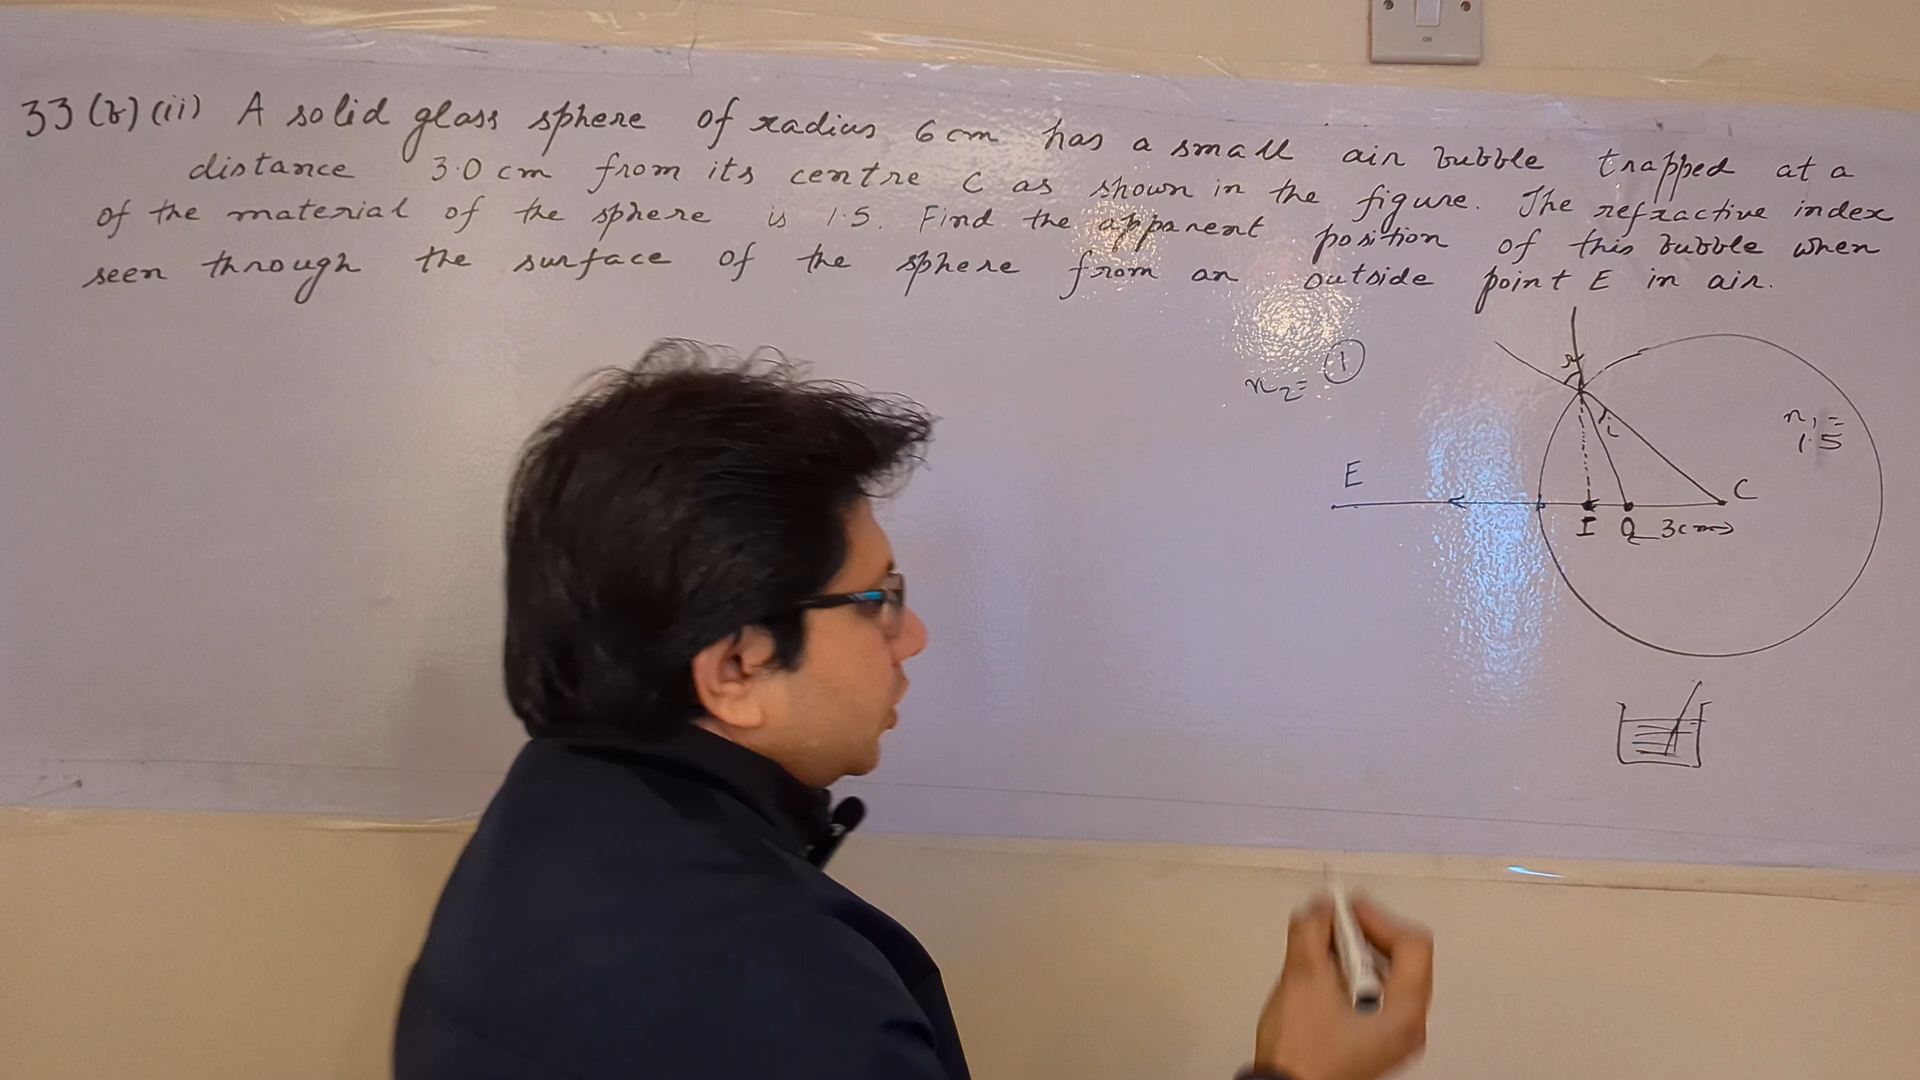 33 (b) (ii) A solid glass sphere of radius 6 cm has a small air bubble trapped at a
distance 3.0 cm from its centre C as shown in the figure. The refractive index
of the material of the sphere is 1.5. Find the apparent position of this bubble when
seen through the surface of the sphere from an outside point E in air.
n2= 1
r
n1=
1.5
i
E
C
I O 3cm